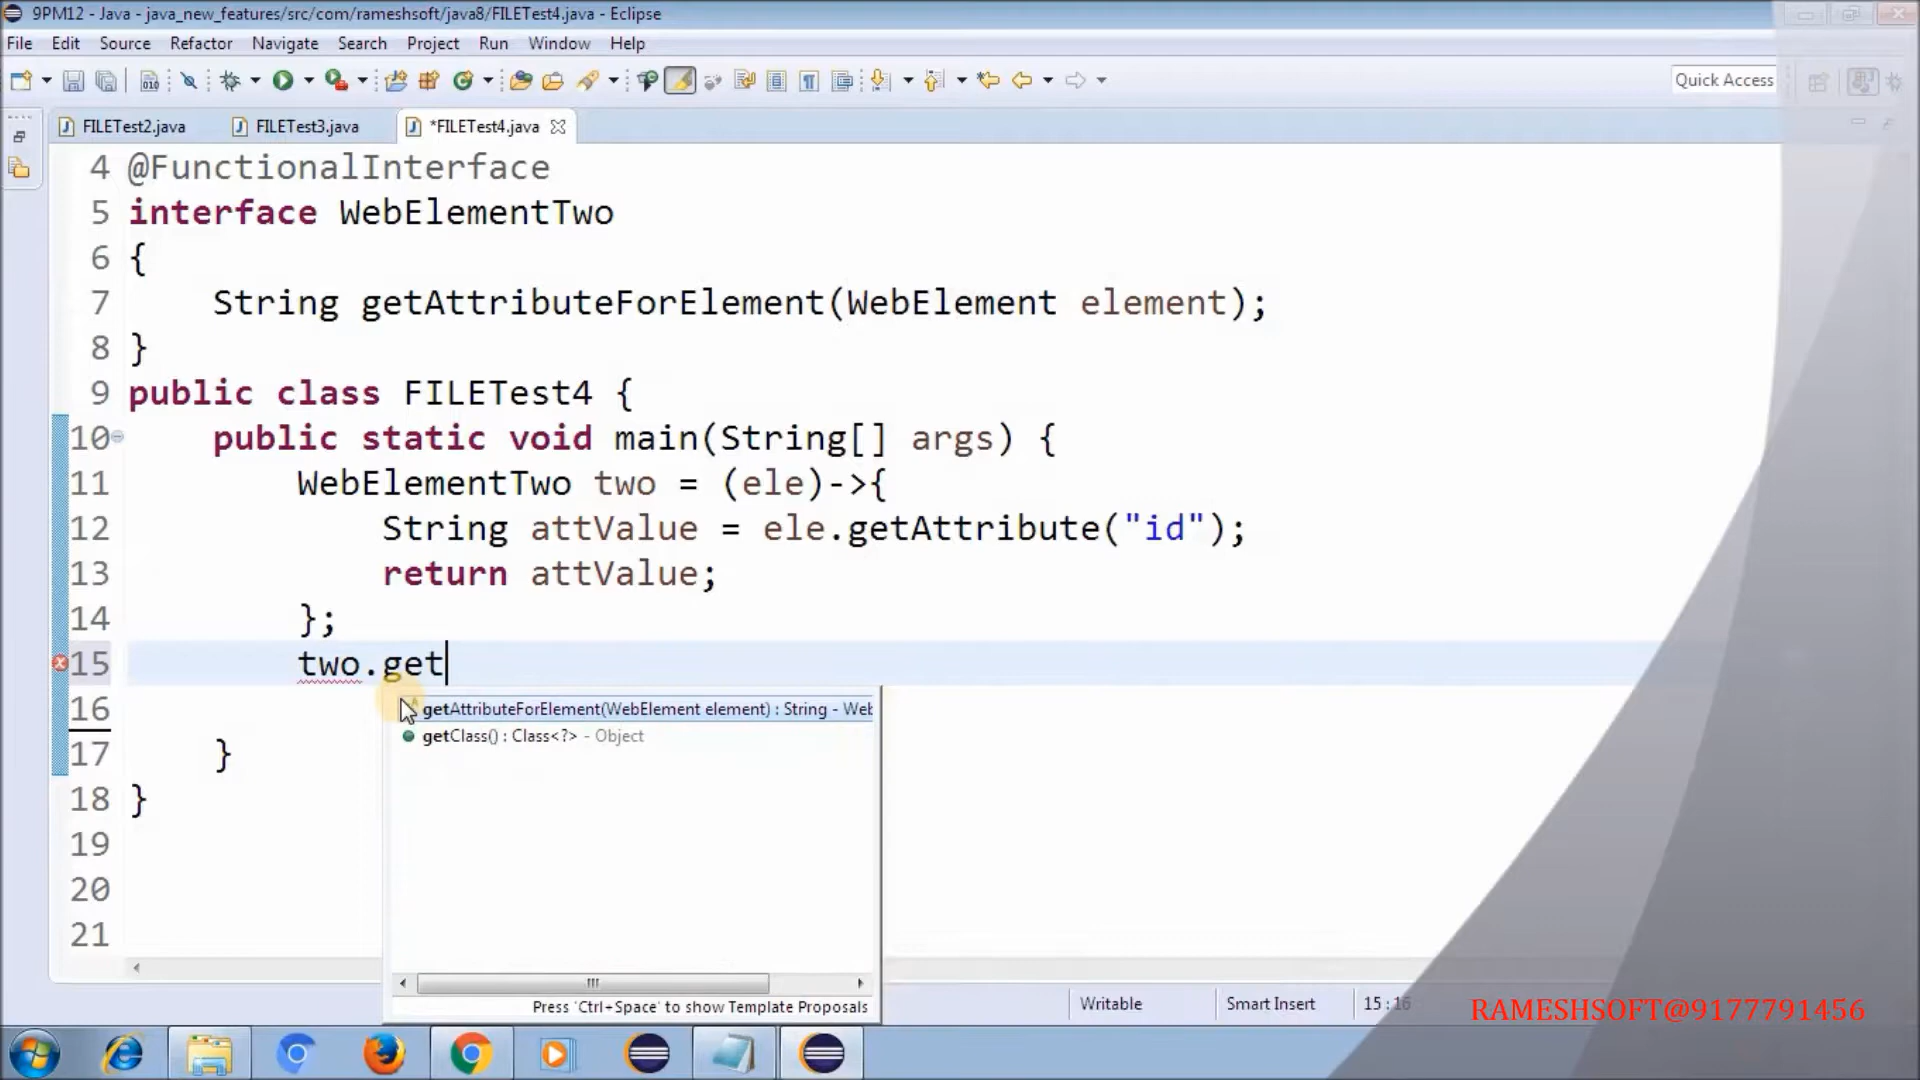 9PM12 - Java - java_new_features/src/com/rameshsoft/java8/FILETest4.java - Eclipse
File Edit Source Refactor Navigate Search Project Run Window Help
Quick Access
FILETest2.java FILETest3.java *FILETest4.java
4 @FunctionalInterface
5 interface WebElementTwo
6 {
7 String getAttributeForElement(WebElement element);
8 }
9 public class FILETest4 {
10 public static void main(String[] args) {
11 WebElementTwo two = (ele)->{
12 String attValue = ele.getAttribute("id");
13 return attValue;
14 };
15 two.get
16 getAttributeForElement(WebElement element) : String - Web
getClass() : Class<?> - Object
17 }
18 }
19
20
21
Press 'Ctrl+Space' to show Template Proposals
Writable Smart Insert 15 : 16
RAMESHSOFT@9177791456